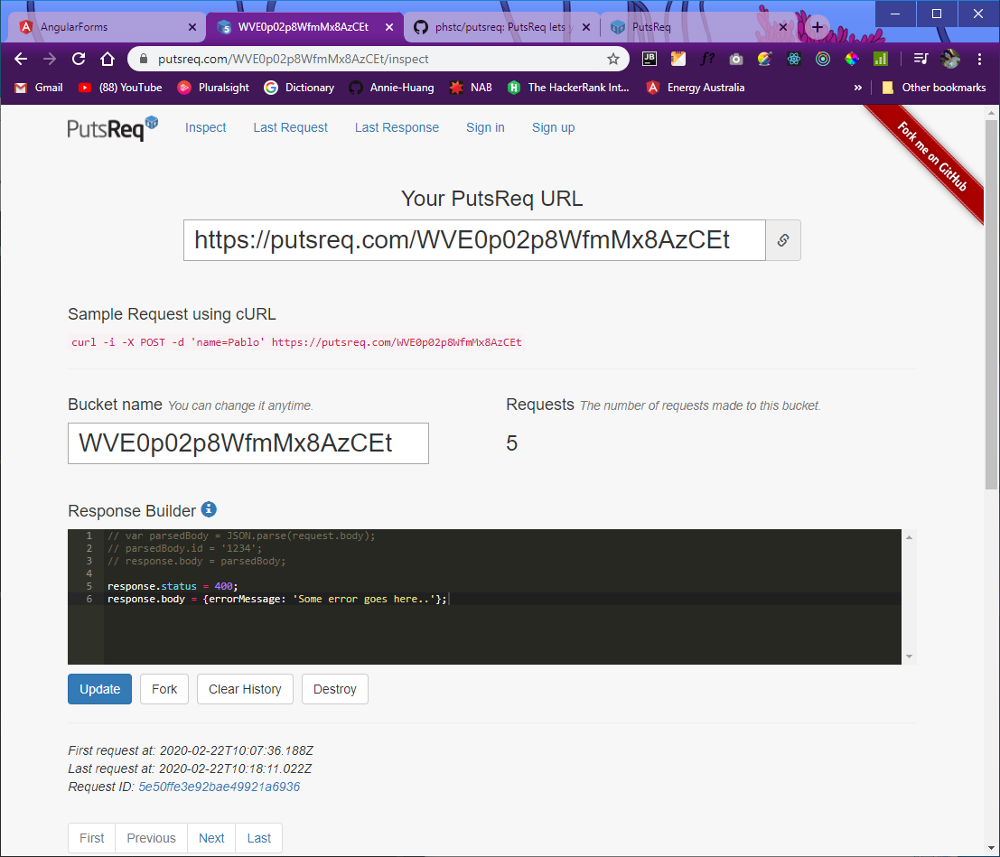 AngularForms
WVE0p02p8WfmMx8AzCEt
phstc/putsreq: PutsReq lets
PutsReq
putsreq.com/WVE0p02p8WfmMx8AzCEt/inspect
Gmail (88) YouTube Pluralsight Dictionary Annie-Huang NAB The HackerRank Int... Energy Australia » Other bookmarks
PutsReq Inspect Last Request Last Response Sign in Sign up
Fork me on GitHub
Your PutsReq URL
https://putsreq.com/WVE0p02p8WfmMx8AzCEt
Sample Request using cURL
curl -i -X POST -d 'name=Pablo' https://putsreq.com/WVE0p02p8WfmMx8AzCEt
Bucket name You can change it anytime.
WVE0p02p8WfmMx8AzCEt
Requests The number of requests made to this bucket.
5
Response Builder
1 // var parsedBody = JSON.parse(request.body);
2 // parsedBody.id = '1234';
3 // response.body = parsedBody;
4
5 response.status = 400;
6 response.body = {errorMessage: 'Some error goes here..'};
Update Fork Clear History Destroy
First request at: 2020-02-22T10:07:36.188Z
Last request at: 2020-02-22T10:18:11.022Z
Request ID: 5e50ffe3e92bae49921a6936
First Previous Next Last